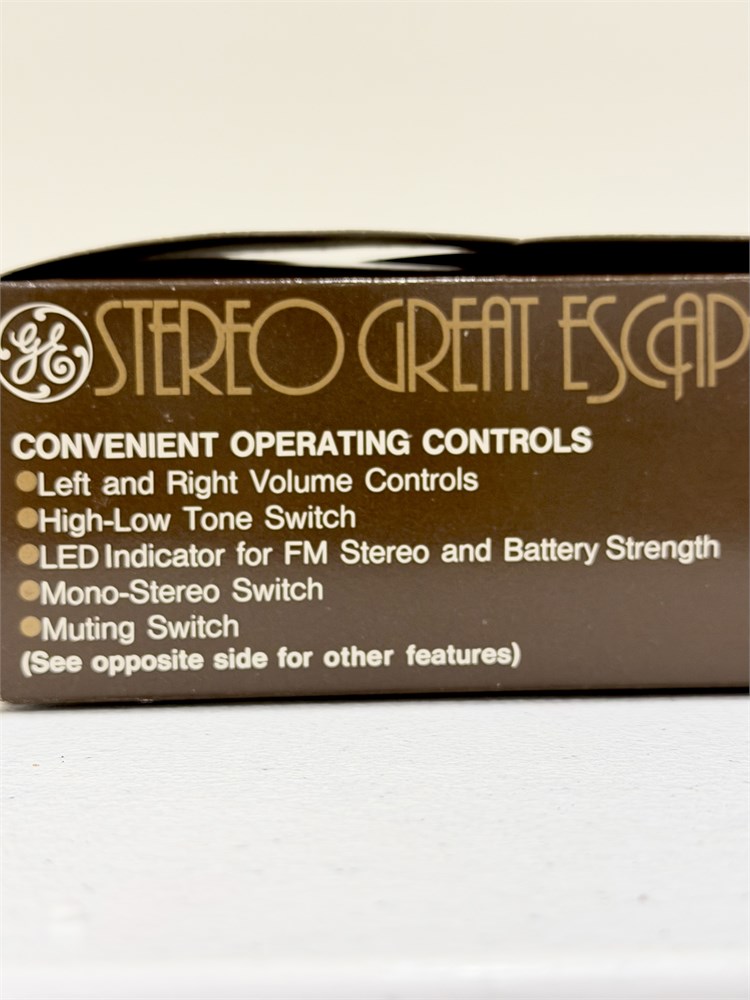 GE STEREO GREAT ESCAP
CONVENIENT OPERATING CONTROLS
Left and Right Volume Controls
High-Low Tone Switch
LED Indicator for FM Stereo and Battery Strength
Mono-Stereo Switch
Muting Switch
(See opposite side for other features)